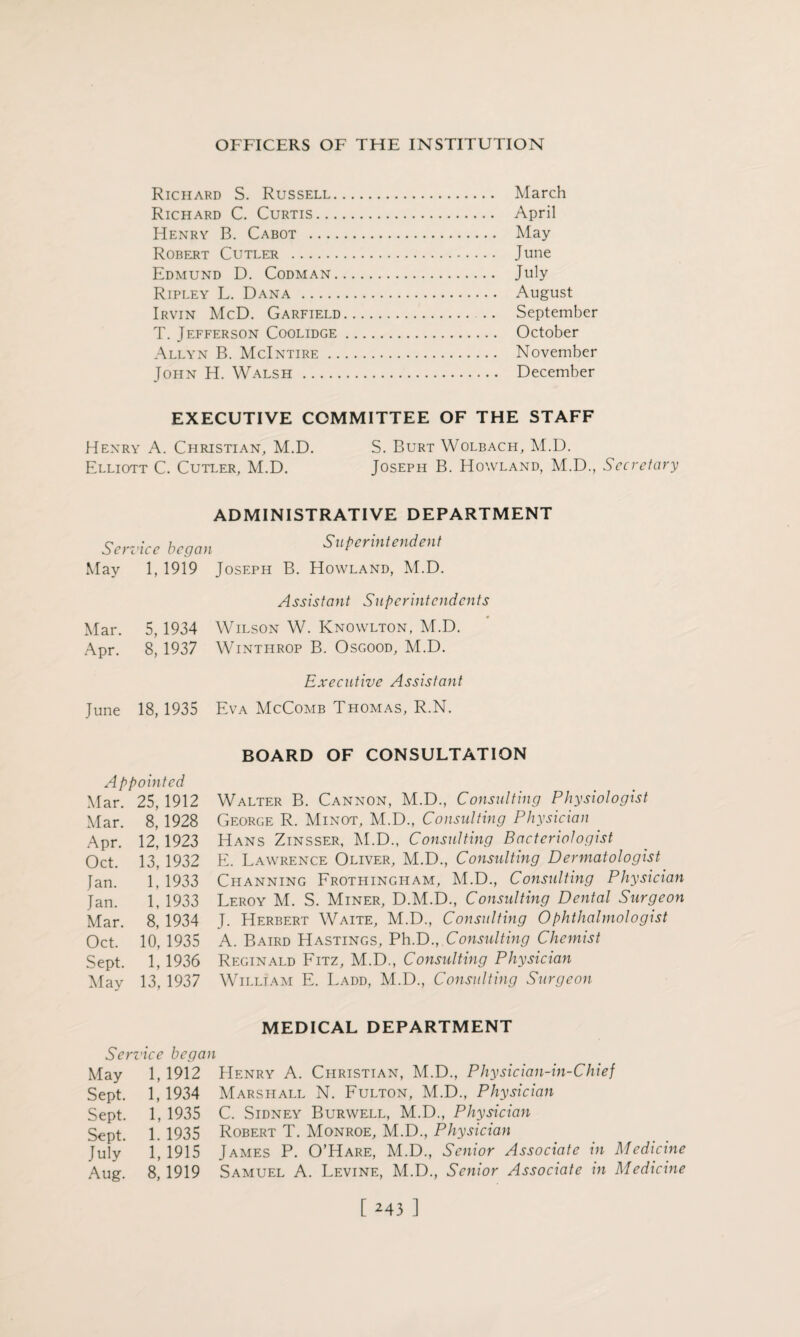 OFFICERS OF THE INSTITUTION
Richard S. Russell................... March
Richard C. Curtis..................... April
Henry B. Cabot ...................... May
Robert Cutler ........................ June
Edmund D. Codman................... July
Ripley L. Dana ....................... August
Irvin McD. Garfield.................. September
T. Jefferson Coolidge.................. October
Allyn B. McIntire .................... November
John H. Walsh ....................... December
EXECUTIVE COMMITTEE OF THE STAFF
Henry A. Christian, M.D. S. Burt Wolbach, M.D.
Elliott C. Cutler, M.D. Joseph B. Howland, M.D., Secretary
ADMINISTRATIVE DEPARTMENT
Service began Superintendent
May 1, 1919 Joseph B. Howland, M.D.
Assistant Superintendents
Mar. 5, 1934 Wilson W. Knowlton, M.D.
Apr. 8, 1937 Winthrop B. Osgood, M.D.
Executive Assistant
June 18, 1935 Eva McComb Thomas, R.N.
BOARD OF CONSULTATION
Appointed
Mar. 25, 1912 Walter B. Cannon, M.D., Consulting Physiologist
Mar. 8, 1928 George R. Minot, M.D., Consulting Physician
Apr. 12, 1923 Hans Zinsser, M.D., Consulting Bacteriologist
Oct. 13, 1932 E. Lawrence Oliver, M.D., Consulting Dermatologist
Jan. 1, 1933 Channing Frothingham, M.D., Consulting Physician
Jan. 1, 1933 Leroy M. S. Miner, D.M.D., Consulting Dental Surgeon
Mar. 8, 1934 J. Herbert Waite, M.D., Consulting Ophthalmologist
Oct. 10, 1935 A. Baird Hastings, Ph.D., Consulting Chemist
Sept. 1, 1936 Reginald Fitz, M.D., Consulting Physician
May 13, 1937 William E. Ladd, M.D., Consulting Surgeon
MEDICAL DEPARTMENT
Service began
May 1, 1912 Henry A. Christian, M.D., Physician-in-Chief
Sept. 1, 1934 Marshall N. Fulton, M.D., Physician
Sept. 1, 1935 C. Sidney Burwell, M.D., Physician
Sept. 1. 1935 Robert T. Monroe, M.D., Physician
July 1, 1915 James P. O'Hare, M.D., Senior Associate in Medicine
Aug. 8, 1919 Samuel A. Levine, M.D., Senior Associate in Medicine
[ 243 ]